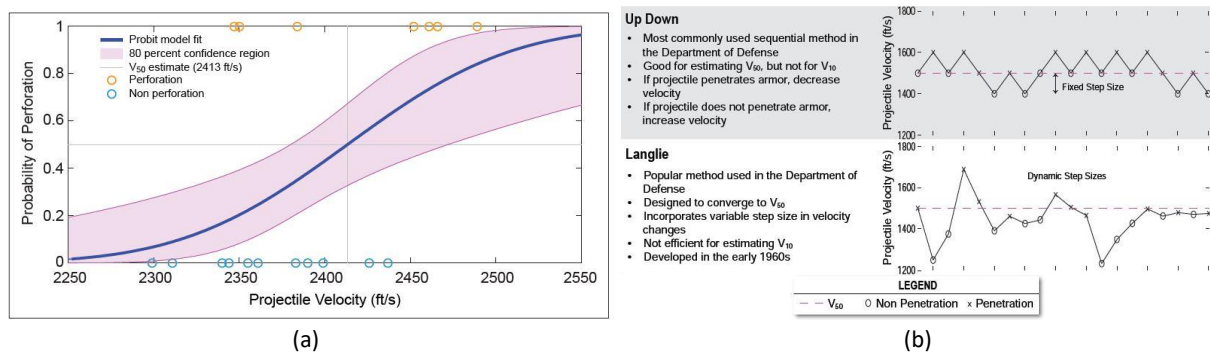 Probability of Perforation
1
0.8
0.6
0.4
0.2
0
Probit model fit
80 percent confidence region
V50 estimate (2413 ft/s)
Perforation
Non perforation
2250 2300 2350 2400 2450 2500 2550
Projectile Velocity (ft/s)
(a)
Up Down
• Most commonly used sequential method in
the Department of Defense
• Good for estimating V50, but not for V10
• If projectile penetrates armor, decrease
velocity
• If projectile does not penetrate armor,
increase velocity
Projectile Velocity (ft/s)
1800
1600
1400
1200
Fixed Step Size
Langlie
• Popular method used in the Department of
Defense
• Designed to converge to V50
• Incorporates variable step size in velocity
changes
• Not efficient for estimating V10
• Developed in the early 1960s
Projectile Velocity (ft/s)
1800
1600
1400
1200
Dynamic Step Sizes
LEGEND
V50 Non Penetration Penetration
(b)